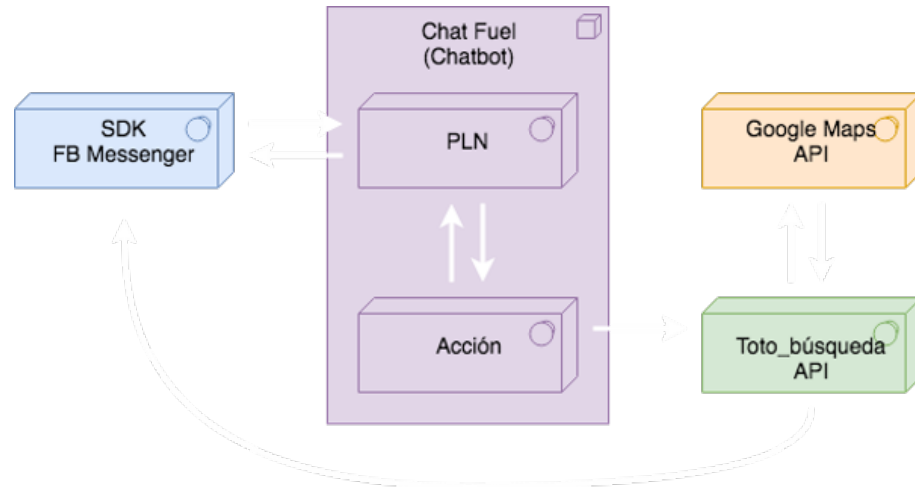 Chat Fuel
(Chatbot)
SDK
FB Messenger
PLN
Google Maps
API
Acción
Toto_búsqueda
API